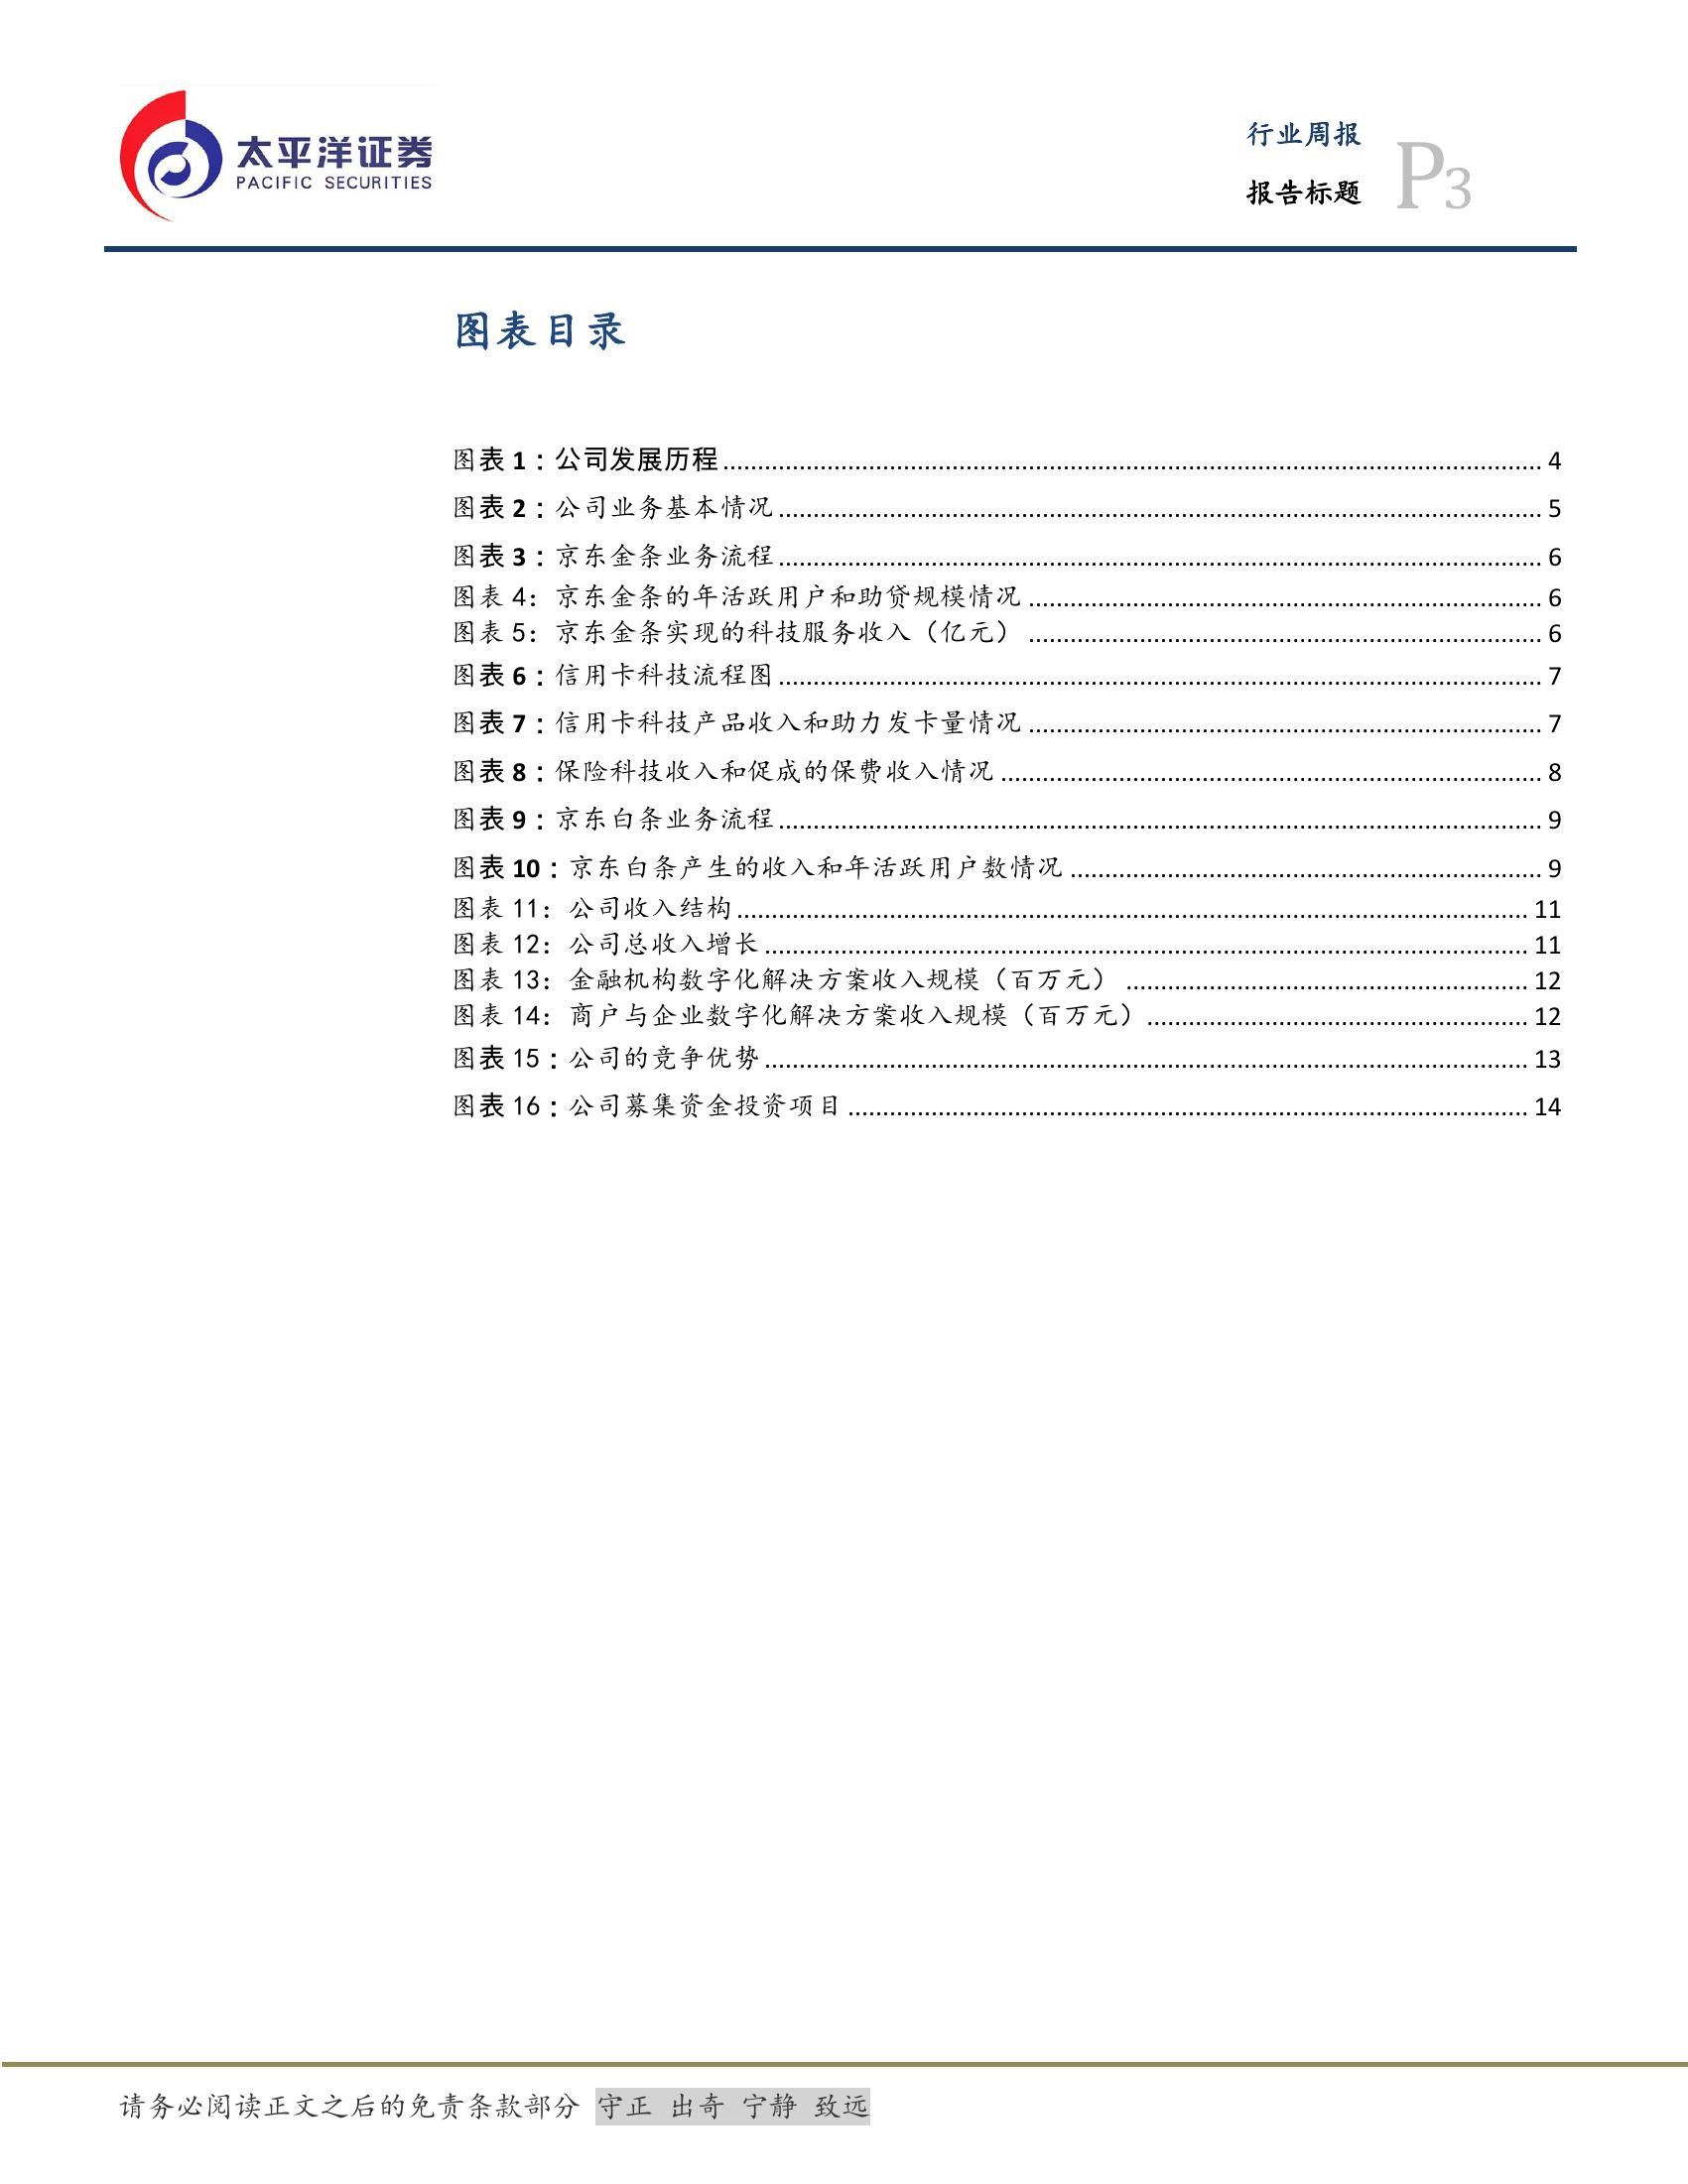 太平洋证券
PACIFIC SECURITIES
行业周报
报告标题
P3
图表目录
图表 1：公司发展历程........................ 4
图表 2：公司业务基本情况........................ 5
图表 3：京东金条业务流程........................ 6
图表 4：京东金条的年活跃用户和助贷规模情况........................ 6
图表 5：京东金条实现的科技服务收入（亿元）........................ 6
图表 6：信用卡科技流程图........................ 7
图表 7：信用卡科技产品收入和助力发卡量情况........................ 7
图表 8：保险科技收入和促成的保费收入情况........................ 8
图表 9：京东白条业务流程........................ 9
图表 10：京东白条产生的收入和年活跃用户数情况........................ 9
图表 11：公司收入结构........................ 11
图表 12：公司总收入增长........................ 11
图表 13：金融机构数字化解决方案收入规模（百万元）........................ 12
图表 14：商户与企业数字化解决方案收入规模（百万元）........................ 12
图表 15：公司的竞争优势........................ 13
图表 16：公司募集资金投资项目........................ 14
请务必阅读正文之后的免责条款部分 守正 出奇 宁静 致远